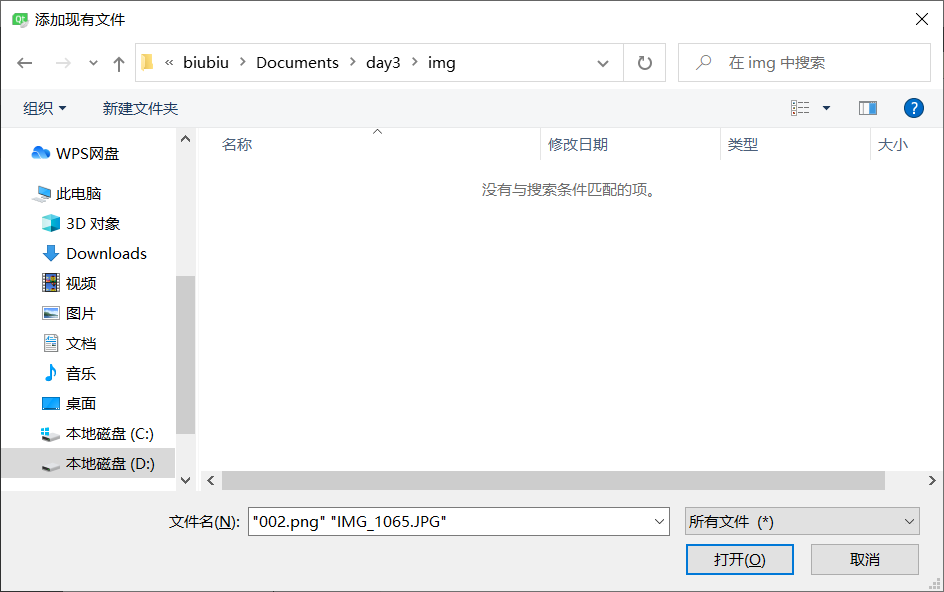 添加现有文件
« biubiu > Documents > day3 > img
在 img 中搜索
组织
新建文件夹
WPS网盘
此电脑
3D 对象
Downloads
视频
图片
文档
音乐
桌面
本地磁盘 (C:)
本地磁盘 (D:)
名称 修改日期 类型 大小
没有与搜索条件匹配的项。
文件名(N): "002.png" "IMG_1065.JPG"
所有文件 (*)
打开(O) 取消